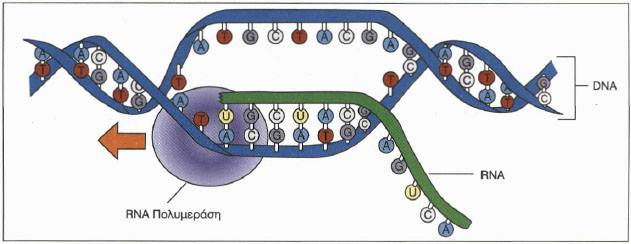 A A C A C T A T G C T A C G A G C A G T T G
T T G T G A T A T C A T C
T U G C U A C G
A C G A T G C
A
G
U
C
A
DNA
RNA
RNA Πολυμεράση